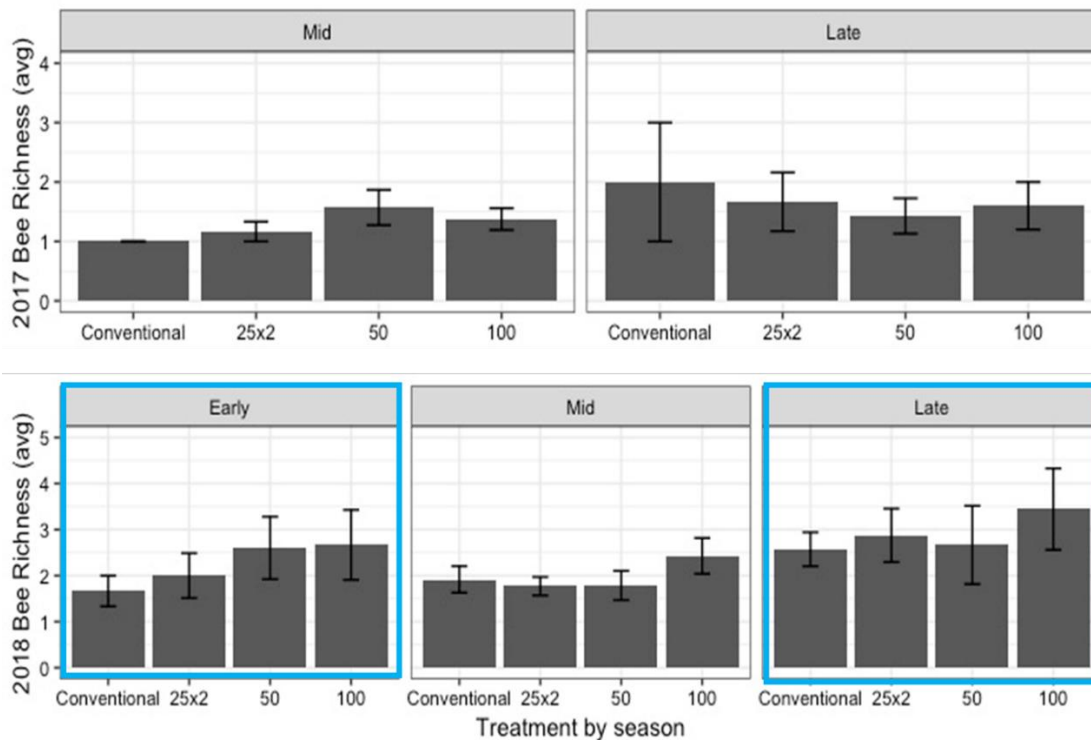 Mid Late
2017 Bee Richness (avg)
4
3
2
1
0
Conventional 25x2 50 100 Conventional 25x2 50 100
Early Mid Late
2018 Bee Richness (avg)
5
4
3
2
1
0
Conventional 25x2 50 100 Conventional 25x2 50 100 Conventional 25x2 50 100
Treatment by season